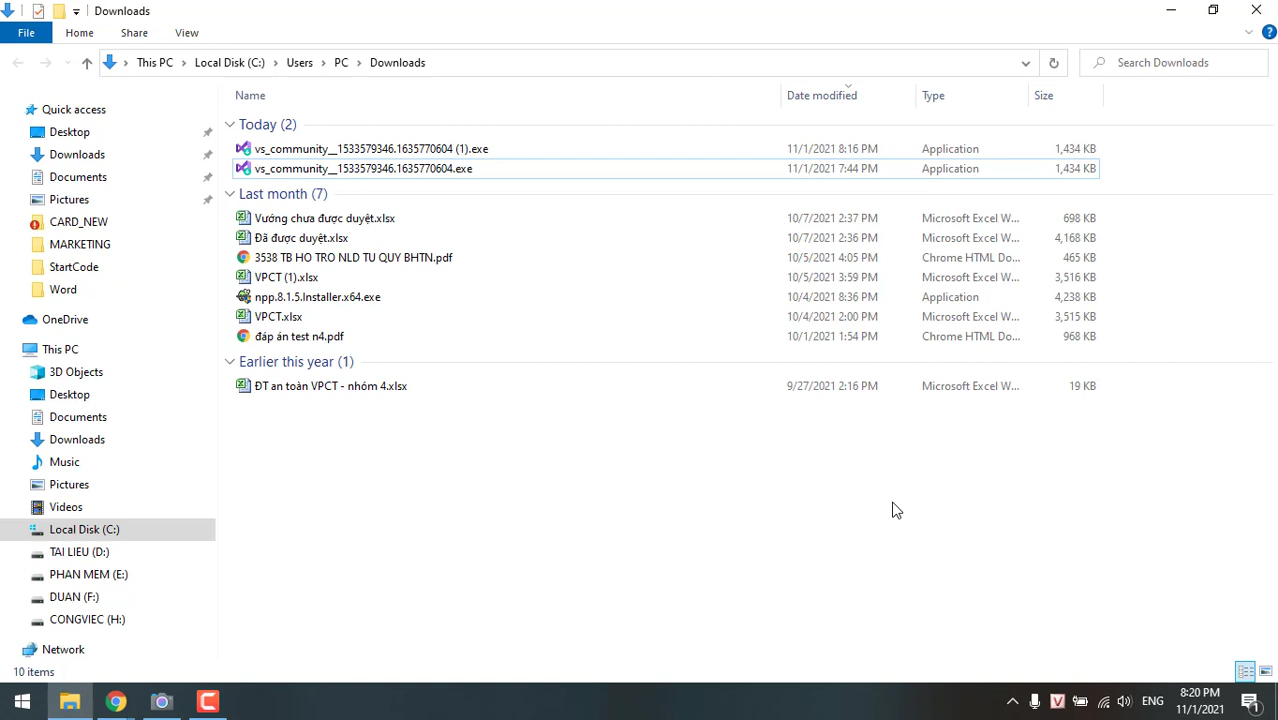 Downloads
File Home Share View
This PC Local Disk (C:) Users PC Downloads
Search Downloads
Name Date modified Type Size
Quick access
Desktop
Downloads
Documents
Pictures
CARD_NEW
MARKETING
StartCode
Word
OneDrive
This PC
3D Objects
Desktop
Documents
Downloads
Music
Pictures
Videos
Local Disk (C:)
TAI LIEU (D:)
PHAN MEM (E:)
DUAN (F:)
CONGVIEC (H:)
Network
Today (2)
vs_community__1533579346.1635770604 (1).exe 11/1/2021 8:16 PM Application 1,434 KB
vs_community__1533579346.1635770604.exe 11/1/2021 7:44 PM Application 1,434 KB
Last month (7)
Vướng chưa được duyệt.xlsx 10/7/2021 2:37 PM Microsoft Excel W... 698 KB
Đã được duyệt.xlsx 10/7/2021 2:36 PM Microsoft Excel W... 4,168 KB
3538 TB HO TRO NLD TU QUY BHTN.pdf 10/5/2021 4:05 PM Chrome HTML Do... 465 KB
VPCT (1).xlsx 10/5/2021 3:59 PM Microsoft Excel W... 3,516 KB
npp.8.1.5.Installer.x64.exe 10/4/2021 8:36 PM Application 4,238 KB
VPCT.xlsx 10/4/2021 2:00 PM Microsoft Excel W... 3,515 KB
đáp án test n4.pdf 10/1/2021 1:54 PM Chrome HTML Do... 968 KB
Earlier this year (1)
ĐT an toàn VPCT - nhóm 4.xlsx 9/27/2021 2:16 PM Microsoft Excel W... 19 KB
10 items
V
ENG
8:20 PM
11/1/2021
1